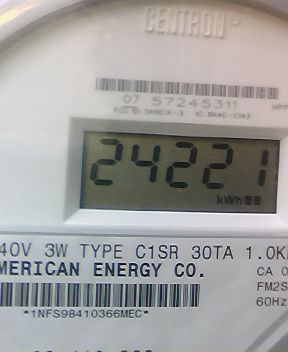 CENTRON®
07 57245311
24221
kWh
40V 3W TYPE C1SR 30TA 1.0K
MERICAN ENERGY CO.
CA 0
FM2S
60Hz
*1NFS98410366MEC*